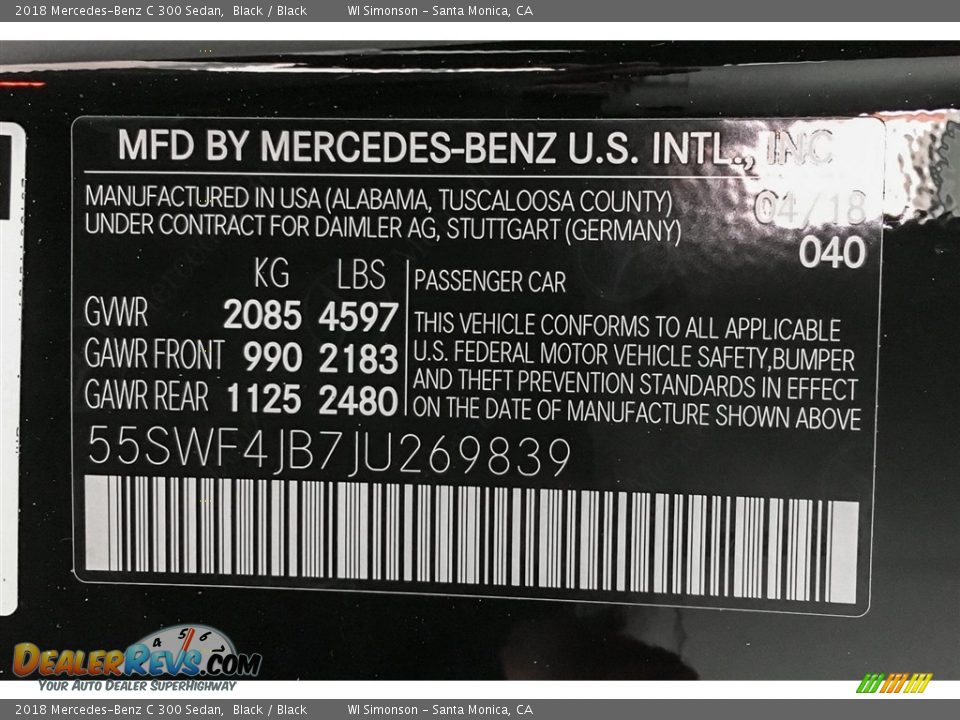 2018 Mercedes-Benz C 300 Sedan, Black / Black WI Simonson - Santa Monica, CA
MFD BY MERCEDES-BENZ U.S. INTL., INC
MANUFACTURED IN USA (ALABAMA, TUSCALOOSA COUNTY) 04/18
UNDER CONTRACT FOR DAIMLER AG, STUTTGART (GERMANY)
040
KG LBS
GVWR 2085 4597
GAWR FRONT 990 2183
GAWR REAR 1125 2480
PASSENGER CAR
THIS VEHICLE CONFORMS TO ALL APPLICABLE
U.S. FEDERAL MOTOR VEHICLE SAFETY,BUMPER
AND THEFT PREVENTION STANDARDS IN EFFECT
ON THE DATE OF MANUFACTURE SHOWN ABOVE
55SWF4JB7JU269839
4 5 6
DEALERREVS.COM
YOUR AUTO DEALER SUPERHIGHWAY
2018 Mercedes-Benz C 300 Sedan, Black / Black WI Simonson - Santa Monica, CA